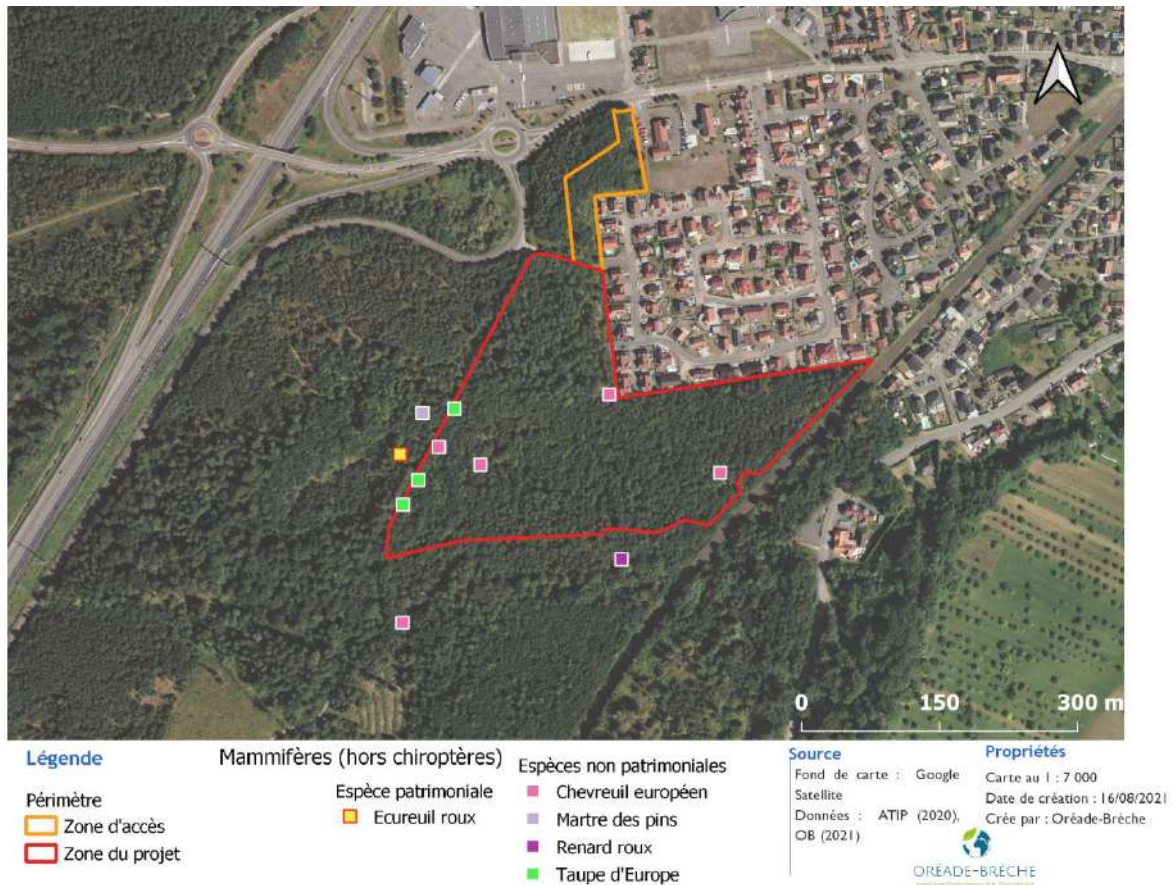 0 150 300 m
Légende
Périmètre
Zone d'accès
Zone du projet
Mammifères (hors chiroptères)
Espèce patrimoniale
Ecureuil roux
Espèces non patrimoniales
Chevreuil européen
Martre des pins
Renard roux
Taupe d'Europe
Source
Fond de carte : Google
Satellite
Données : ATIP (2020),
OB (2021)
Propriétés
Carte au 1 : 7 000
Date de création : 16/08/2021
Crée par : Oréade-Brèche
ORÉADE-BRÈCHE